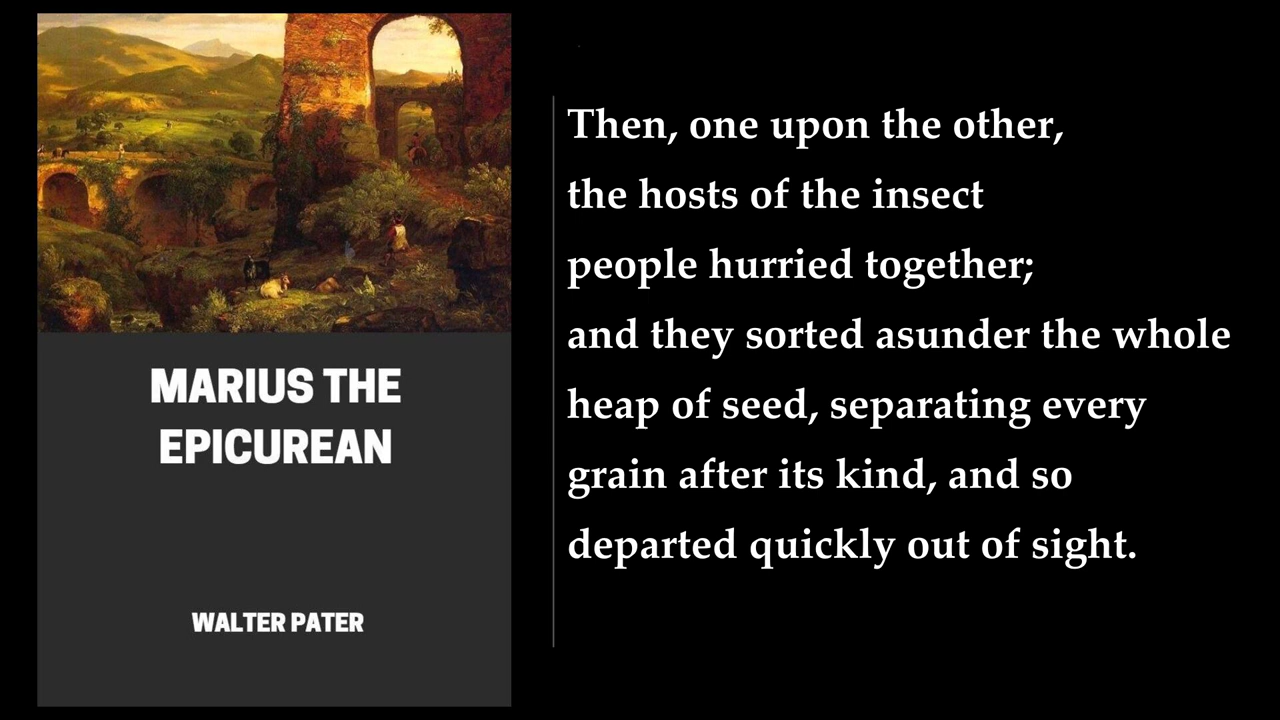 MARIUS THE
EPICUREAN
WALTER PATER
Then, one upon the other,
the hosts of the insect
people hurried together;
and they sorted asunder the whole
heap of seed, separating every
grain after its kind, and so
departed quickly out of sight.